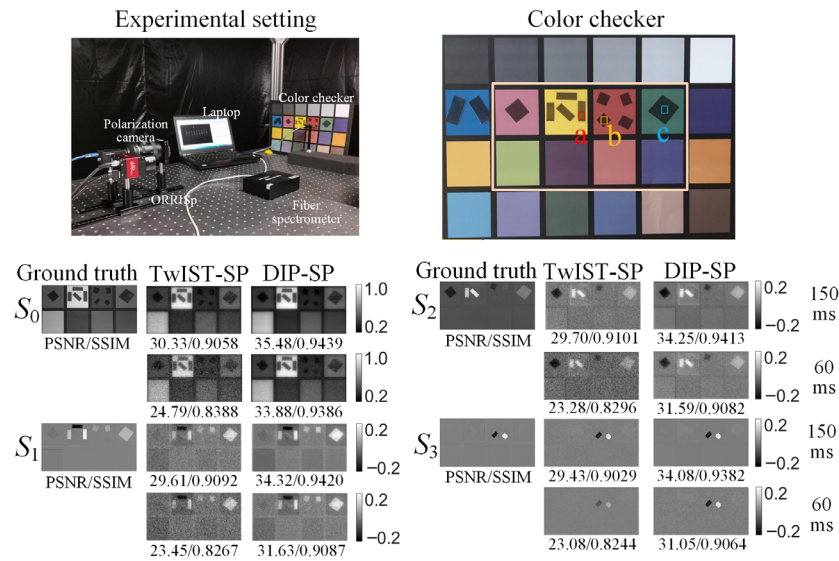 Experimental setting
Color checker
Laptop
Color checker
Polarization
camera
ORRISp
Fiber
spectrometer
a
b
c
Ground truth TwIST-SP DIP-SP
S0
1.0
0.2
PSNR/SSIM 30.33/0.9058 35.48/0.9439
1.0
0.2
24.79/0.8388 33.88/0.9386
S1
0.2
−0.2
PSNR/SSIM 29.61/0.9092 34.32/0.9420
0.2
−0.2
23.45/0.8267 31.63/0.9087
Ground truth TwIST-SP DIP-SP
S2
0.2
−0.2
150
ms
PSNR/SSIM 29.70/0.9101 34.25/0.9413
0.2
−0.2
60
ms
23.28/0.8296 31.59/0.9082
S3
0.2
−0.2
150
ms
PSNR/SSIM 29.43/0.9029 34.08/0.9382
0.2
−0.2
60
ms
23.08/0.8244 31.05/0.9064